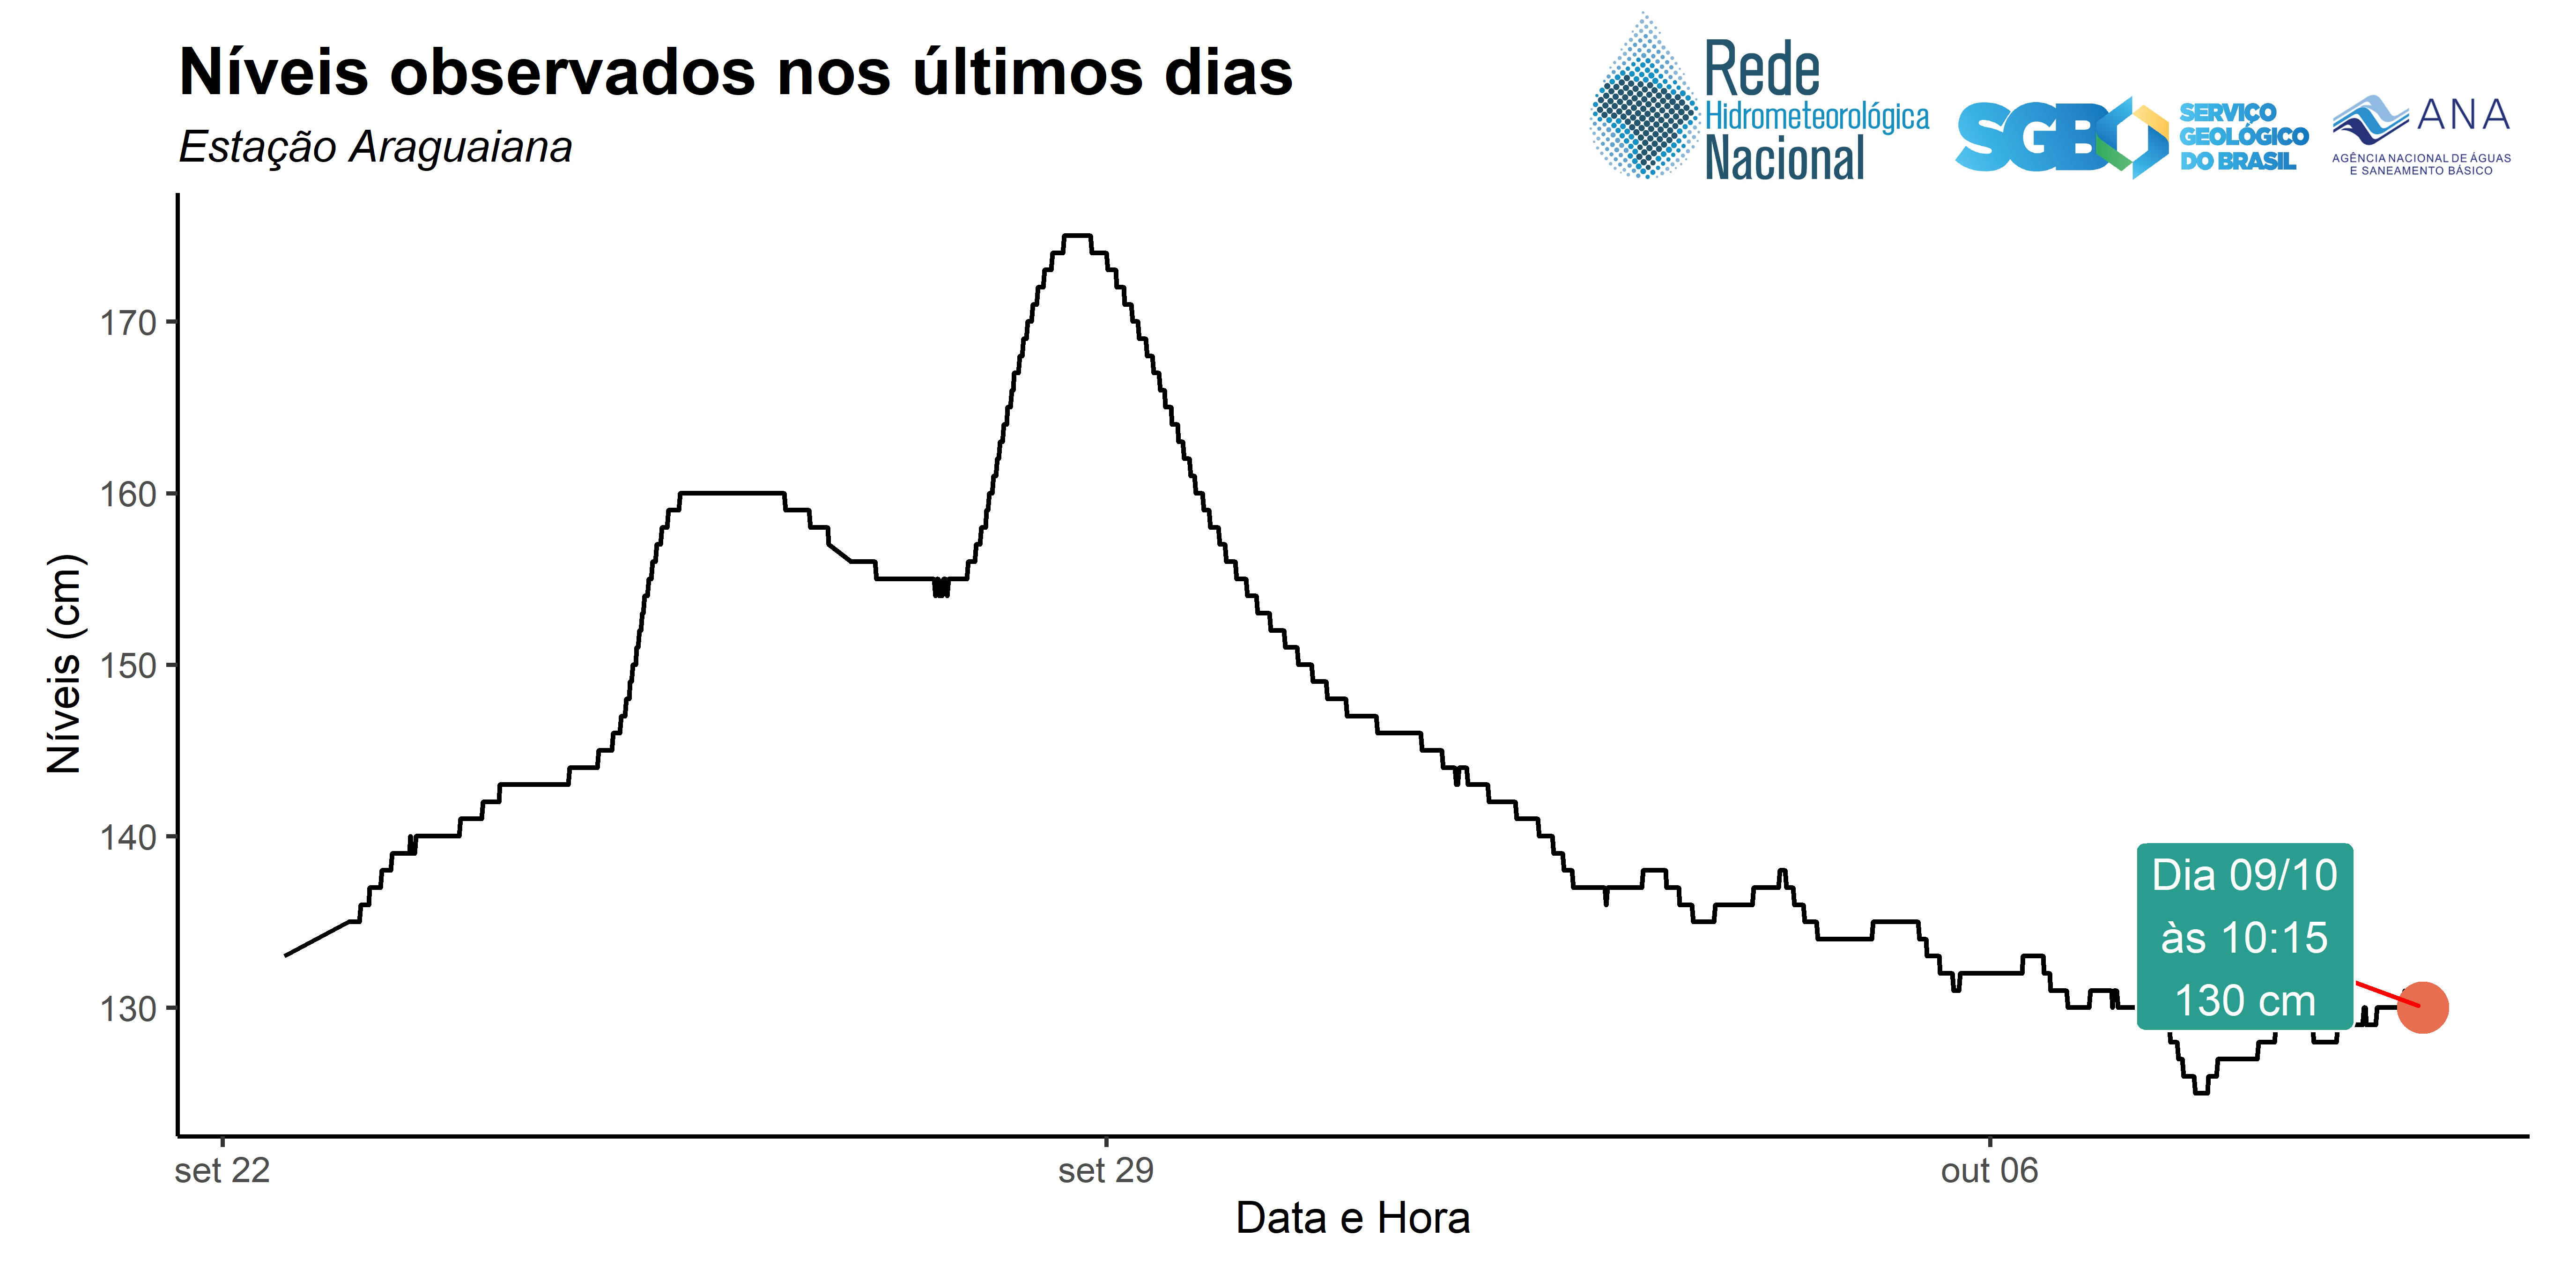 Níveis observados nos últimos dias
Estação Araguaiana
Rede
Hidrometeorológica
Nacional
SGB
SERVIÇO
GEOLÓGICO
DO BRASIL
ANA
AGÊNCIA NACIONAL DE ÁGUAS
E SANEAMENTO BÁSICO
Níveis (cm)
170
160
150
140
130
Dia 09/10
às 10:15
130 cm
set 22
set 29
out 06
Data e Hora